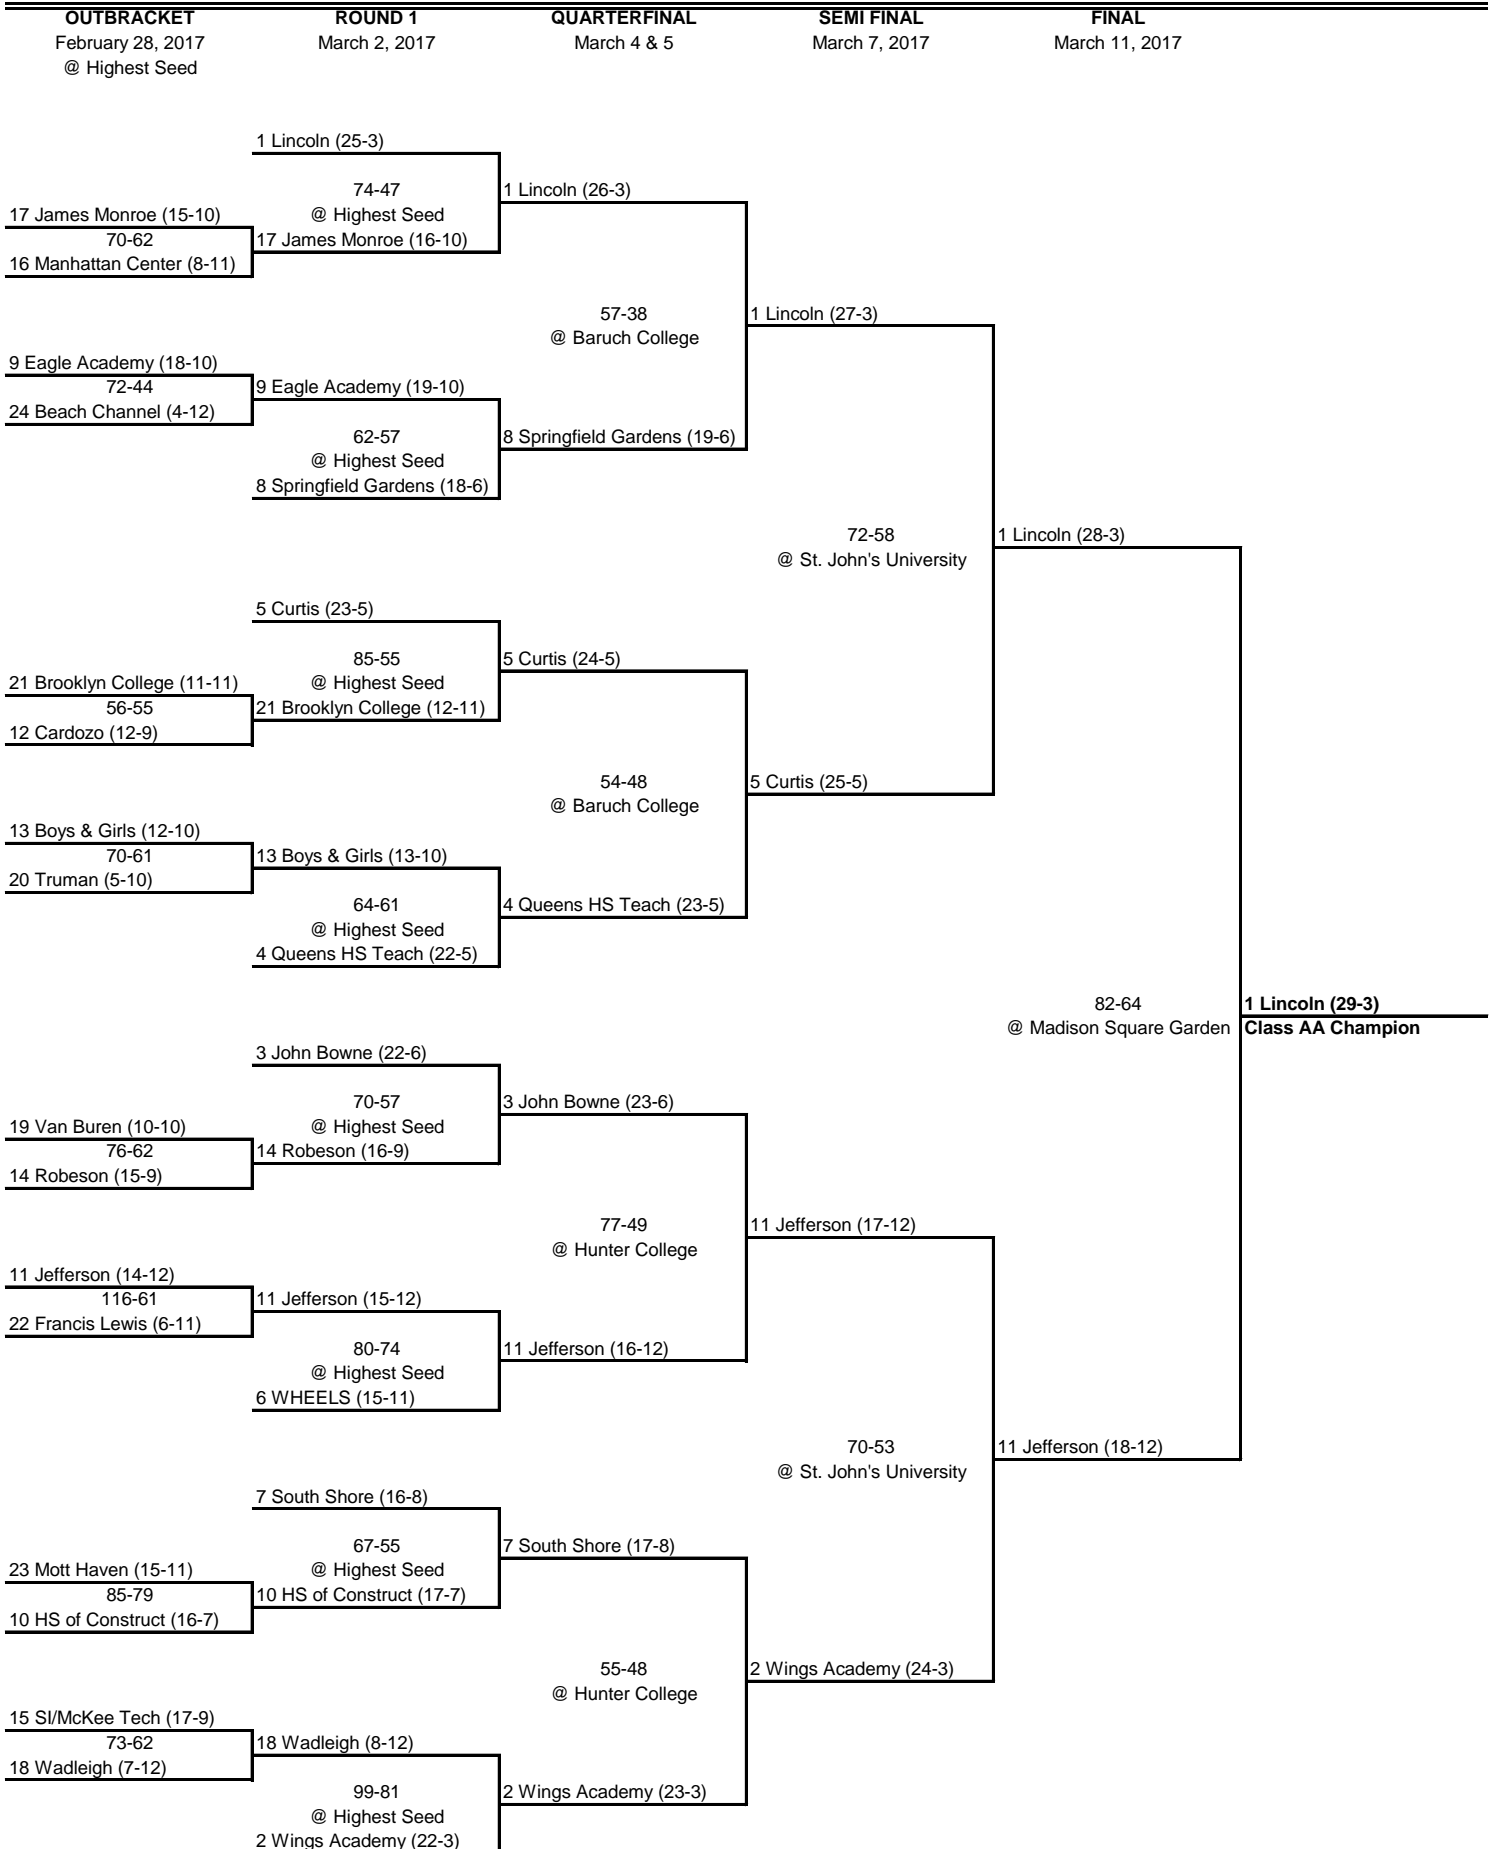 OUTBRACKET ROUND 1 QUARTERFINAL SEMI FINAL FINAL
February 28, 2017 March 2, 2017 March 4 & 5 March 7, 2017 March 11, 2017
@ Highest Seed
1 Lincoln (25-3)
74-47 1 Lincoln (26-3)
17 James Monroe (15-10) @ Highest Seed
70-62 17 James Monroe (16-10)
16 Manhattan Center (8-11)
57-38 1 Lincoln (27-3)
@ Baruch College
9 Eagle Academy (18-10)
72-44 9 Eagle Academy (19-10)
24 Beach Channel (4-12)
62-57 8 Springfield Gardens (19-6)
@ Highest Seed
8 Springfield Gardens (18-6)
72-58 1 Lincoln (28-3)
@ St. John's University
5 Curtis (23-5)
85-55 5 Curtis (24-5)
21 Brooklyn College (11-11) @ Highest Seed
56-55 21 Brooklyn College (12-11)
12 Cardozo (12-9)
54-48 5 Curtis (25-5)
@ Baruch College
13 Boys & Girls (12-10)
70-61 13 Boys & Girls (13-10)
20 Truman (5-10)
64-61 4 Queens HS Teach (23-5)
@ Highest Seed
4 Queens HS Teach (22-5)
82-64 1 Lincoln (29-3)
@ Madison Square Garden Class AA Champion
3 John Bowne (22-6)
70-57 3 John Bowne (23-6)
19 Van Buren (10-10) @ Highest Seed
76-62 14 Robeson (16-9)
14 Robeson (15-9)
77-49 11 Jefferson (17-12)
@ Hunter College
11 Jefferson (14-12)
116-61 11 Jefferson (15-12)
22 Francis Lewis (6-11)
80-74 11 Jefferson (16-12)
@ Highest Seed
6 WHEELS (15-11)
70-53 11 Jefferson (18-12)
@ St. John's University
7 South Shore (16-8)
67-55 7 South Shore (17-8)
23 Mott Haven (15-11) @ Highest Seed
85-79 10 HS of Construct (17-7)
10 HS of Construct (16-7)
55-48 2 Wings Academy (24-3)
@ Hunter College
15 SI/McKee Tech (17-9)
73-62 18 Wadleigh (8-12)
18 Wadleigh (7-12)
99-81 2 Wings Academy (23-3)
@ Highest Seed
2 Wings Academy (22-3)